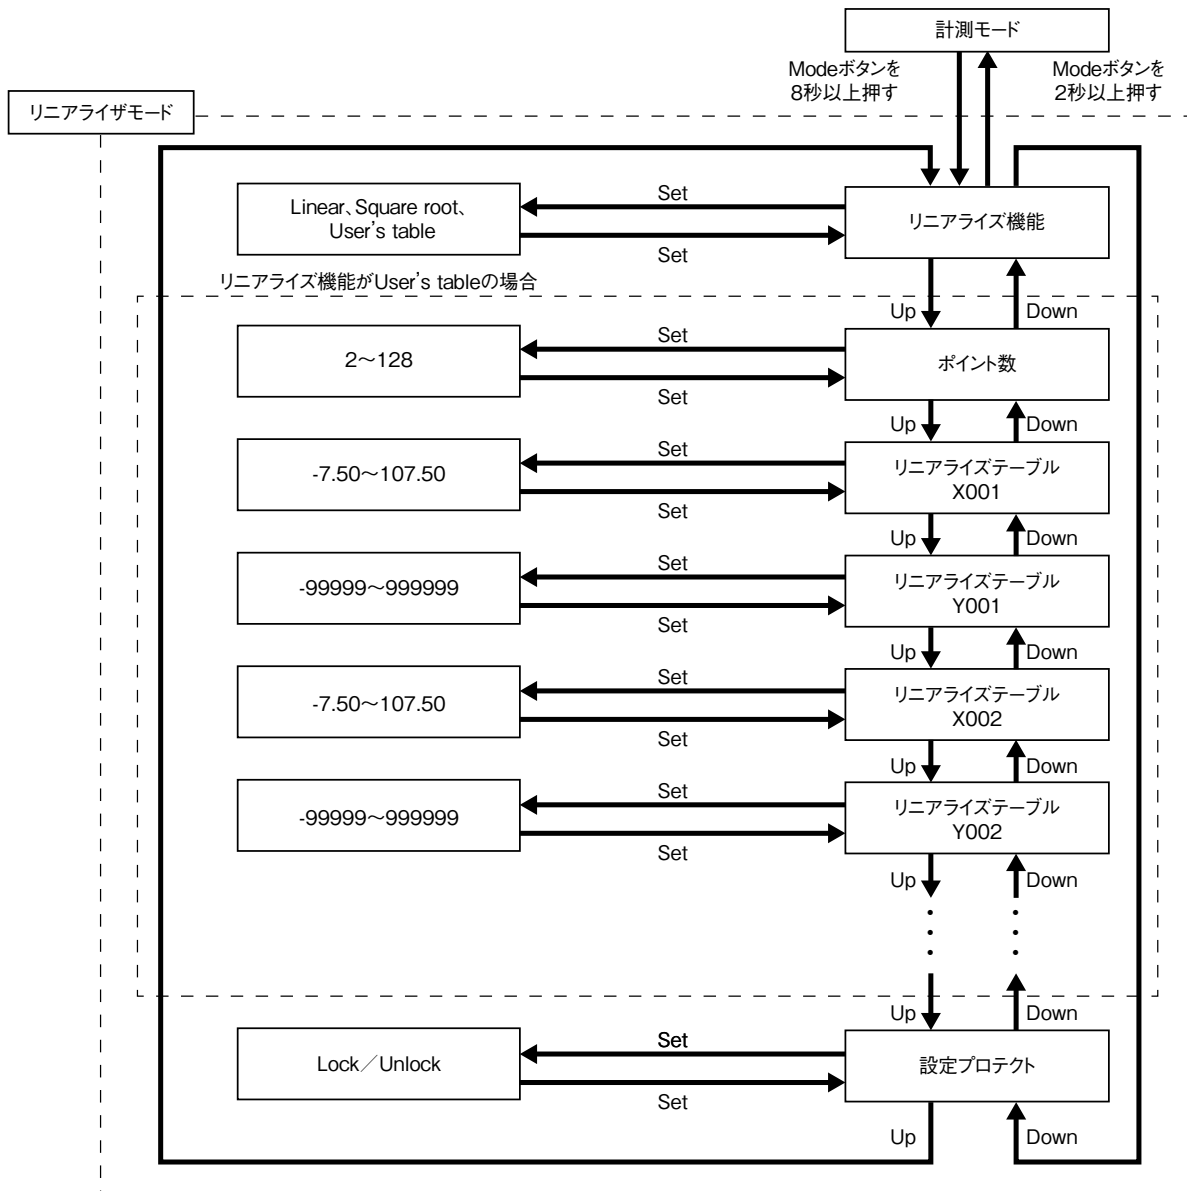 計測モード
Modeボタンを
8秒以上押す
Modeボタンを
2秒以上押す
リニアライザモード
Linear、Square root、
User's table
Set
Set
リニアライズ機能
リニアライズ機能がUser's tableの場合
Up
Down
2～128
Set
Set
ポイント数
Up
Down
-7.50～107.50
Set
Set
リニアライズテーブル
X001
Up
Down
-99999～999999
Set
Set
リニアライズテーブル
Y001
Up
Down
-7.50～107.50
Set
Set
リニアライズテーブル
X002
Up
Down
-99999～999999
Set
Set
リニアライズテーブル
Y002
Up
Down
Up
Down
Lock／Unlock
Set
Set
設定プロテクト
Up
Down